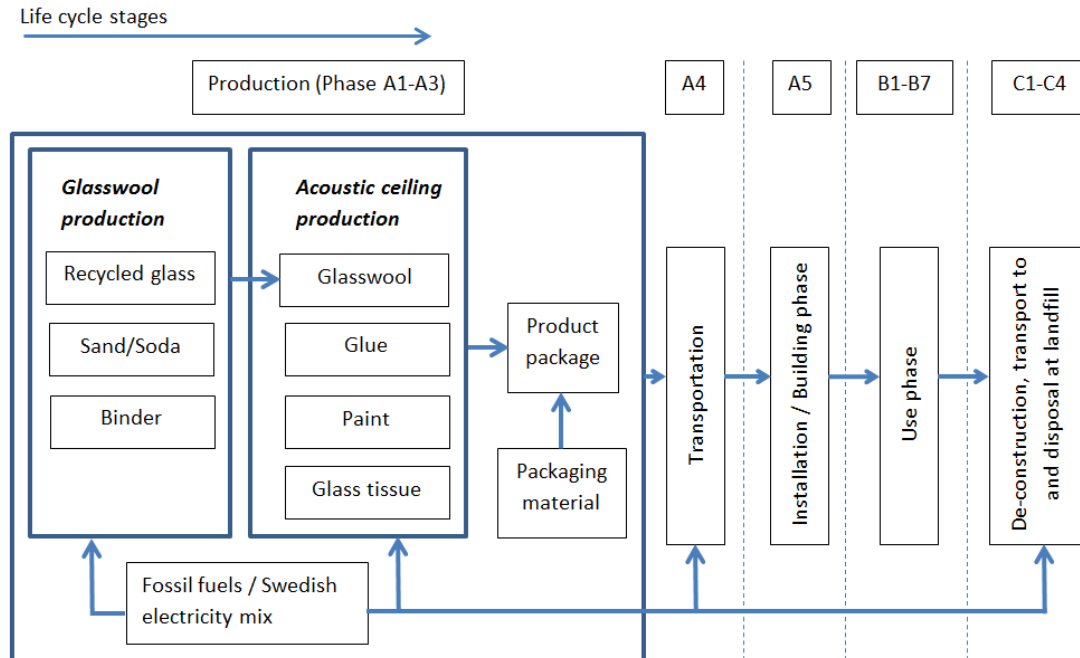 Life cycle stages
Production (Phase A1-A3)
A4
A5
B1-B7
C1-C4
Glasswool
production
Recycled glass
Sand/Soda
Binder
Acoustic ceiling
production
Glasswool
Glue
Paint
Glass tissue
Product
package
Packaging
material
Fossil fuels / Swedish
electricity mix
Transportation
Installation / Building phase
Use phase
De-construction, transport to
and disposal at landfill